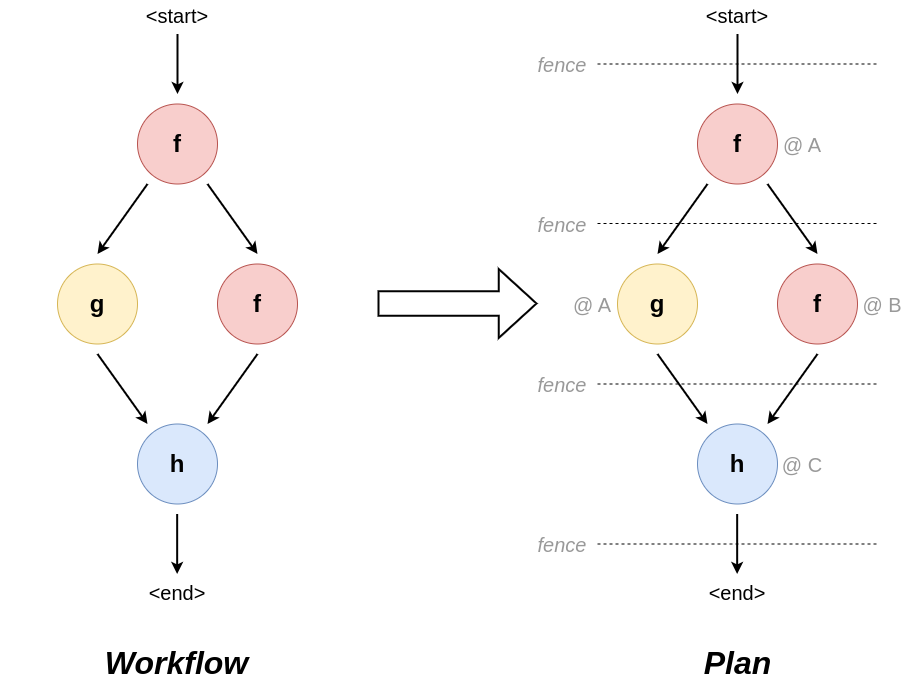 <start>
f
g
f
h
<end>
Workflow
<start>
fence
f
@ A
fence
@ A
g
f
@ B
fence
h
@ C
fence
<end>
Plan